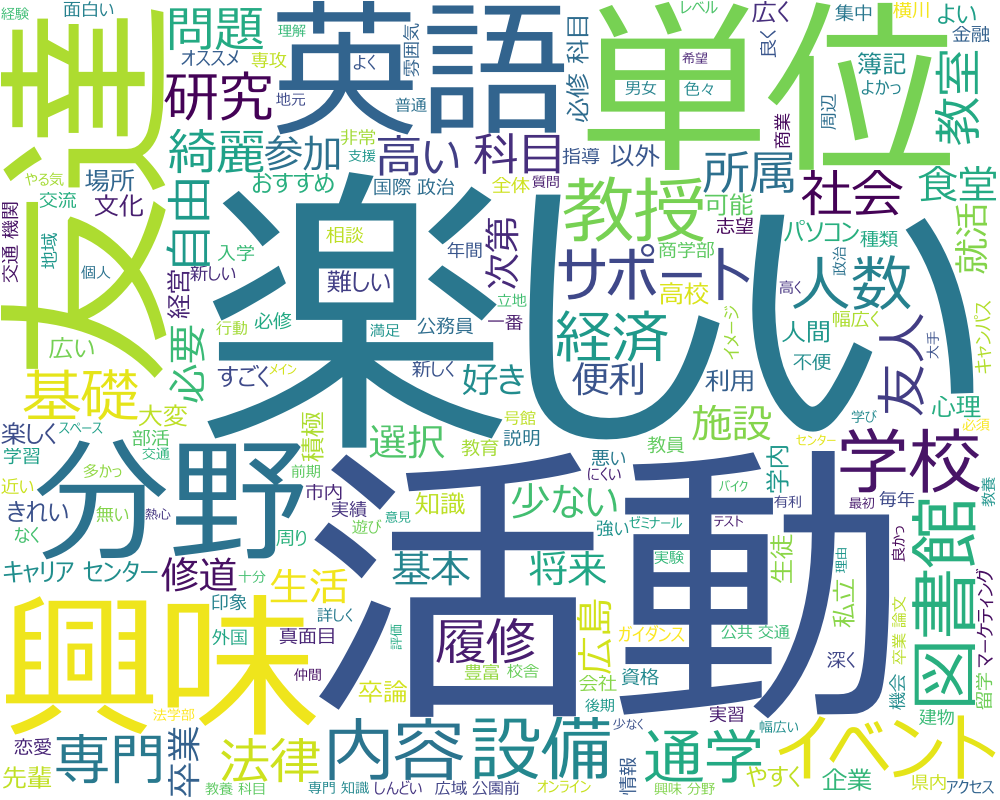 経験
面白い
問題
英語
雰囲気
レベル
単位
広く
集中
横川
よい
金融
オススメ
専攻
理解
よく
必修 科目
希望
良く
簿記
よかっ
教室
友達
研究
地元
普通
男女
色々
周辺
商業
綺麗
参加
非常
支援
高い
科目
指導
以外
所属
社会
食堂
やる気
交流
場所
文化
自由
おすすめ
国際 政治
全体
質問
教授
可能
志望
パソコン
種類
就活
交通 機関
地域
個人
経営
新しい
入学
相談
難しい
楽しい
年間
次第
立地
サポート
商学部
高校
人数
政治
高く
幅広く
キャンパス
広い
必要
行動
必修
満足
公務員
一番
経済
イメージ
人間
不便
友人
大手
基礎
大変
すごく
メイン
新しく
好き
便利
利用
心理
楽しく
スペース
学習
部活
交通
積極
選択
号館
教育
説明
教員
施設
学び
必須
センター
学校
分野
多かっ
近い
きれい
無い
なく
熱心
前期
市内
実績
遊び
周り
意見
知識
少ない
悪い
にくい
強い
ゼミナール
バイク
テスト
学内
有利
最初
毎年
教養
良かっ
図書館
キャリア センター
修道
十分
生活
活動
基本
将来
実験
生徒
理由
私立
興味
印象
外国
詳しく
真面目
仲間
評価
卒論
履修
豊富
校舎
広島
会社
後期
ガイダンス
資格
公共 交通
深く
機会
卒業 論文
留学
マーケティング
恋愛
先輩
専門
卒業
法学部
法律
内容
設備
少なく
情報
通学
実習
幅広い
イベント
やすく
企業
建物
県内
アクセス
教養 科目
専門 知識
しんどい
広域 公園前
オンライン
興味 分野